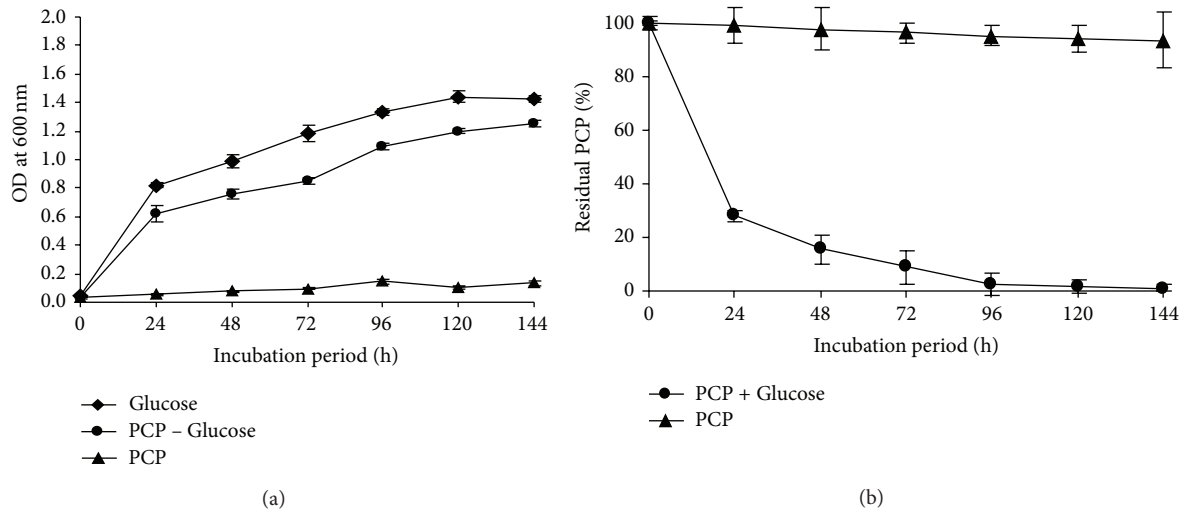 2.0
1.8
1.6
1.4
1.2
1.0
0.8
0.6
0.4
0.2
0.0
OD at 600 nm
0 24 48 72 96 120 144
Incubation period (h)
Glucose
PCP – Glucose
PCP
(a)
100
80
60
40
20
0
Residual PCP (%)
0 24 48 72 96 120 144
Incubation period (h)
PCP + Glucose
PCP
(b)